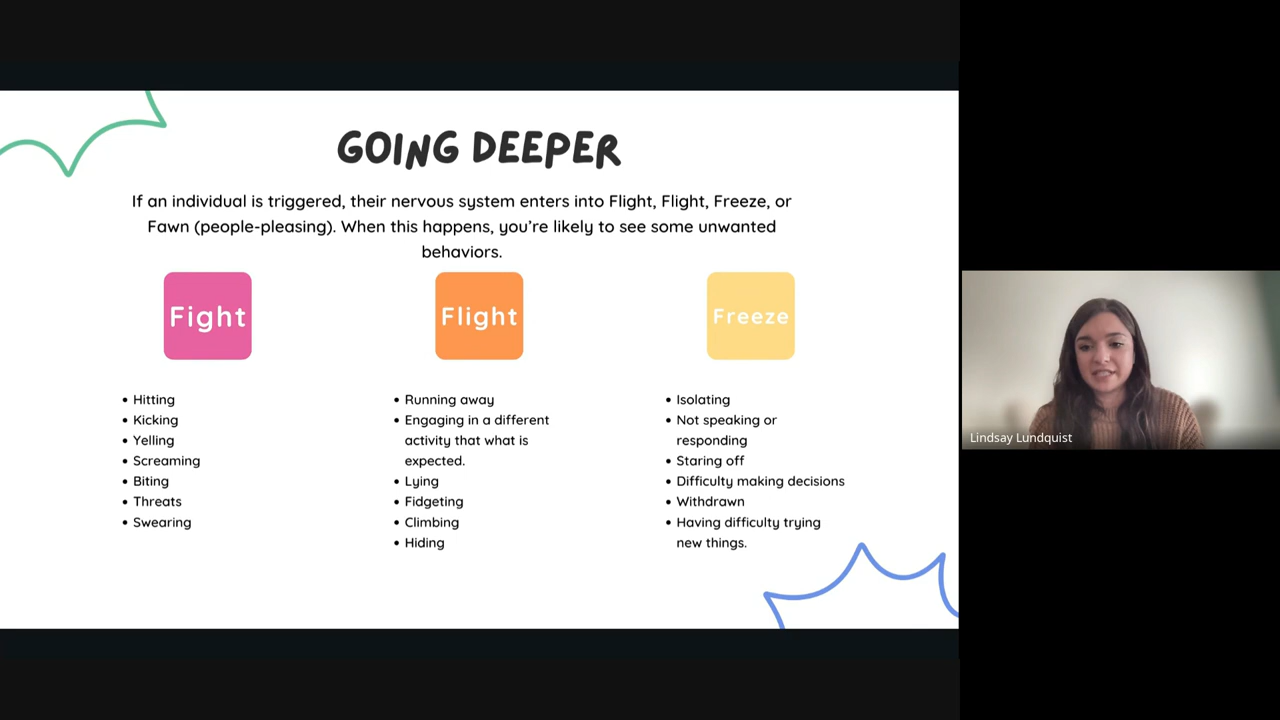 GOING DEEPER
If an individual is triggered, their nervous system enters into Flight, Flight, Freeze, or
Fawn (people-pleasing). When this happens, you're likely to see some unwanted
behaviors.
Fight
• Hitting
• Kicking
• Yelling
• Screaming
• Biting
• Threats
• Swearing
Flight
• Running away
• Engaging in a different
activity that what is
expected.
• Lying
• Fidgeting
• Climbing
• Hiding
Freeze
• Isolating
• Not speaking or
responding
• Staring off
• Difficulty making decisions
• Withdrawn
• Having difficulty trying
new things.
Lindsay Lundquist